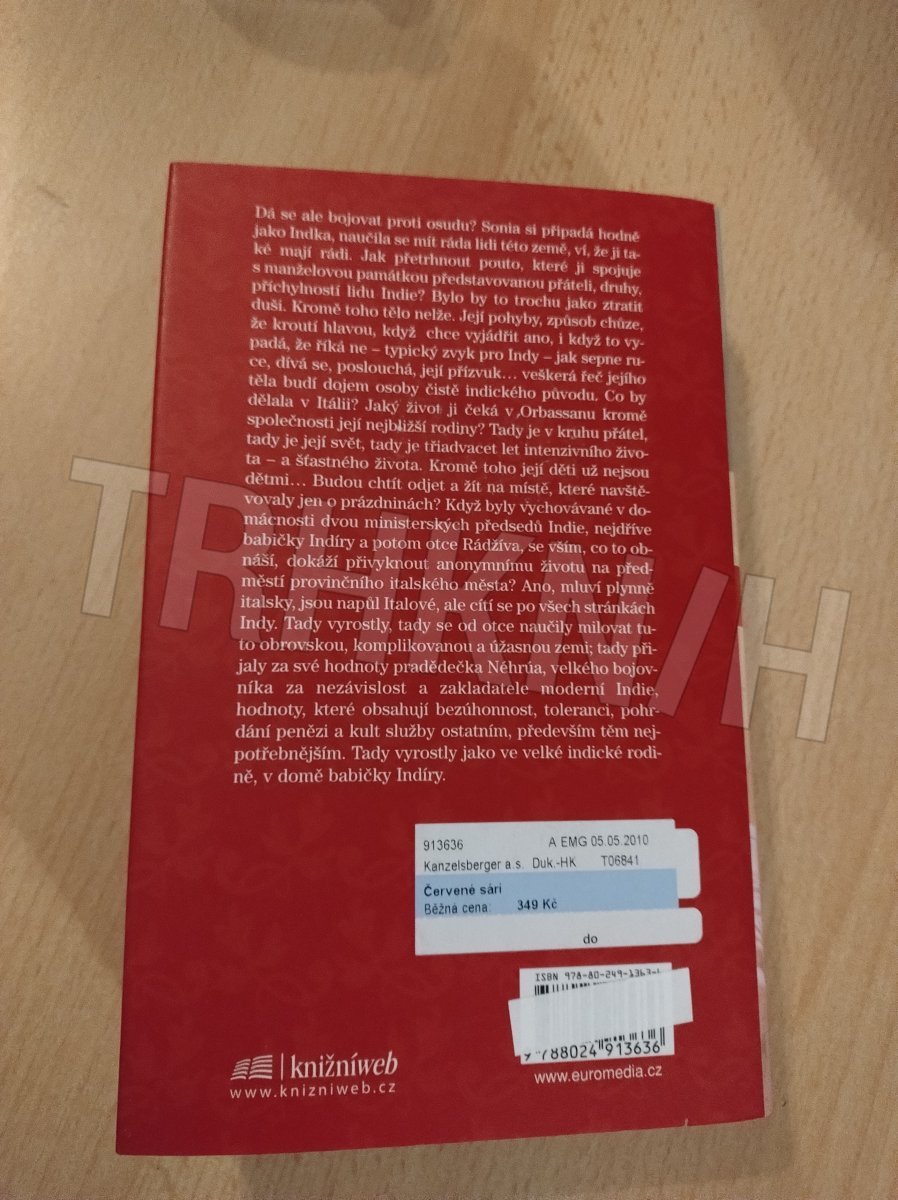 Dá se ale bojovat proti osudu? Sonia si připadá hodně
jako Indka, naučila se mít ráda lidi této země, ví, že ji ta-
ké mají rádi. Jak přetrhnout pouto, které ji spojuje
s manželovou památkou představovanou přáteli, druhy,
příchylností lidu Indie? Bylo by to trochu jako ztratit
duši. Kromě toho tělo nelže. Její pohyby, způsob chůze,
že kroutí hlavou, když chce vyjádřit ano, i když to vy-
padá, že říká ne – typický zvyk pro Indy – jak sepne ru-
ce, dívá se, poslouchá, její přízvuk... veškerá řeč jejího
těla budí dojem osoby čistě indického původu. Co by
dělala v Itálii? Jaký život ji čeká v Orbassanu kromě
společnosti její nejbližší rodiny? Tady je v kruhu přátel,
tady je její svět, tady je třiadvacet let intenzivního živo-
ta – a šťastného života. Kromě toho její děti už nejsou
dětmi... Budou chtít odjet a žít na místě, které navště-
vovaly jen o prázdninách? Když byly vychovávané v do-
mácnosti dvou ministerských předsedů Indie, nejdříve
babičky Indíry a potom otce Rádžíva, se vším, co to ob-
náší, dokáží přivyknout anonymnímu životu na před-
městí provinčního italského města? Ano, mluví plynně
italsky, jsou napůl Italové, ale cítí se po všech stránkách
Indy. Tady vyrostly, tady se od otce naučily milovat tu-
to obrovskou, komplikovanou a úžasnou zemi; tady při-
jaly za své hodnoty pradědečka Néhrúa, velkého bojov-
níka za nezávislost a zakladatele moderní Indie,
hodnoty, které obsahují bezúhonnost, toleranci, pohr-
dání penězi a kult služby ostatním, především těm nej-
potřebnějším. Tady vyrostly jako ve velké indické rodi-
ně, v domě babičky Indíry.
TRHKNIH
913636 A EMG 05.05.2010
Kanzelsberger a.s. Duk.-HK T06841
Červené sárí
Běžná cena: 349 Kč
do
ISBN 978-80-249-1363-
9 788024 913636
knižníweb
www.knizniweb.cz
www.euromedia.cz